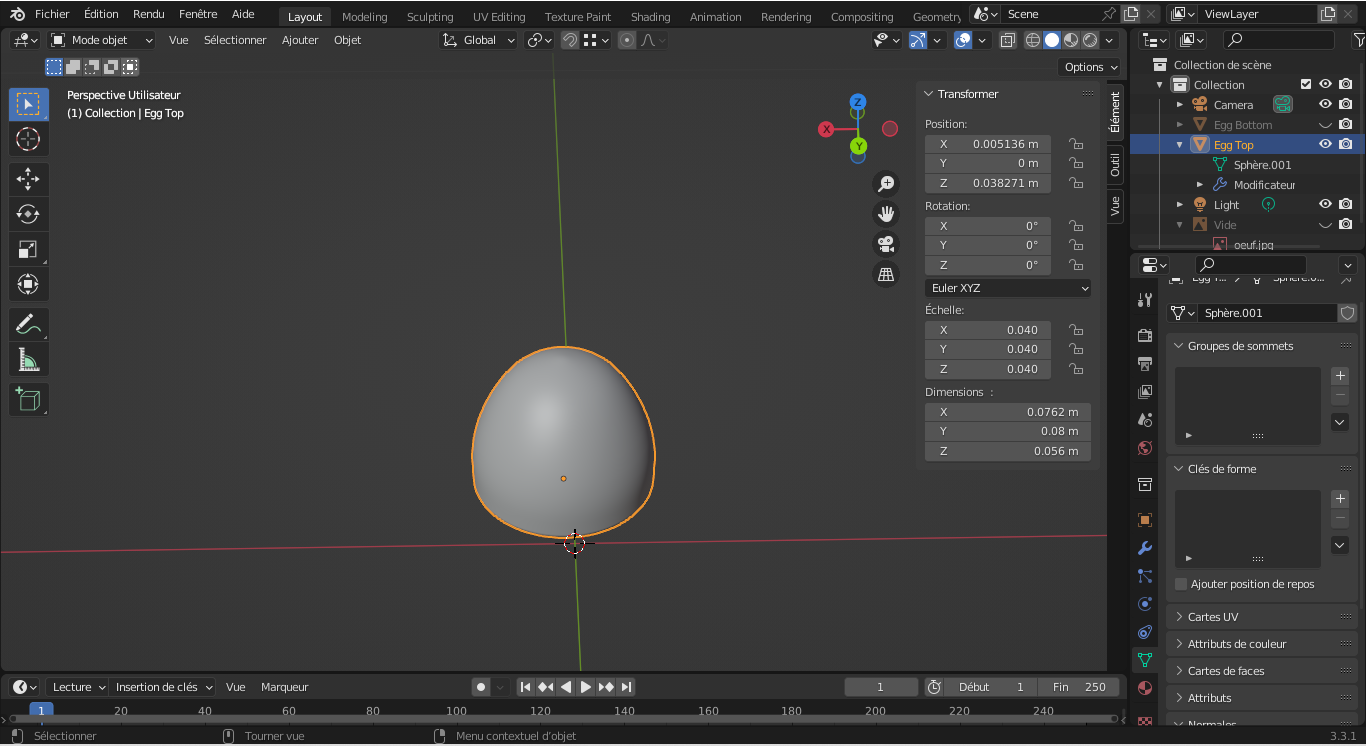 Fichier Édition Rendu Fenêtre Aide Layout Modeling Sculpting UV Editing Texture Paint Shading Animation Rendering Compositing Geometry Scene ViewLayer
Mode objet Vue Sélectionner Ajouter Objet Global
Options
Perspective Utilisateur
(1) Collection | Egg Top
X
Z
Y
Transformer
Position:
X 0.005136 m
Y 0 m
Z 0.038271 m
Rotation:
X 0°
Y 0°
Z 0°
Euler XYZ
Échelle:
X 0.040
Y 0.040
Z 0.040
Dimensions :
X 0.0762 m
Y 0.08 m
Z 0.056 m
Élément
Outil
Vue
Collection de scène
Collection
Camera
Egg Bottom
Egg Top
Sphère.001
Modificateur
Light
Vide
oeuf.jpg
Sphère.001
Groupes de sommets
Clés de forme
Ajouter position de repos
Cartes UV
Attributs de couleur
Cartes de faces
Attributs
Normales
Lecture Insertion de clés Vue Marqueur 1 Début 1 Fin 250
1 20 40 60 80 100 120 140 160 180 200 220 240
Sélectionner Tourner vue Menu contextuel d'objet 3.3.1